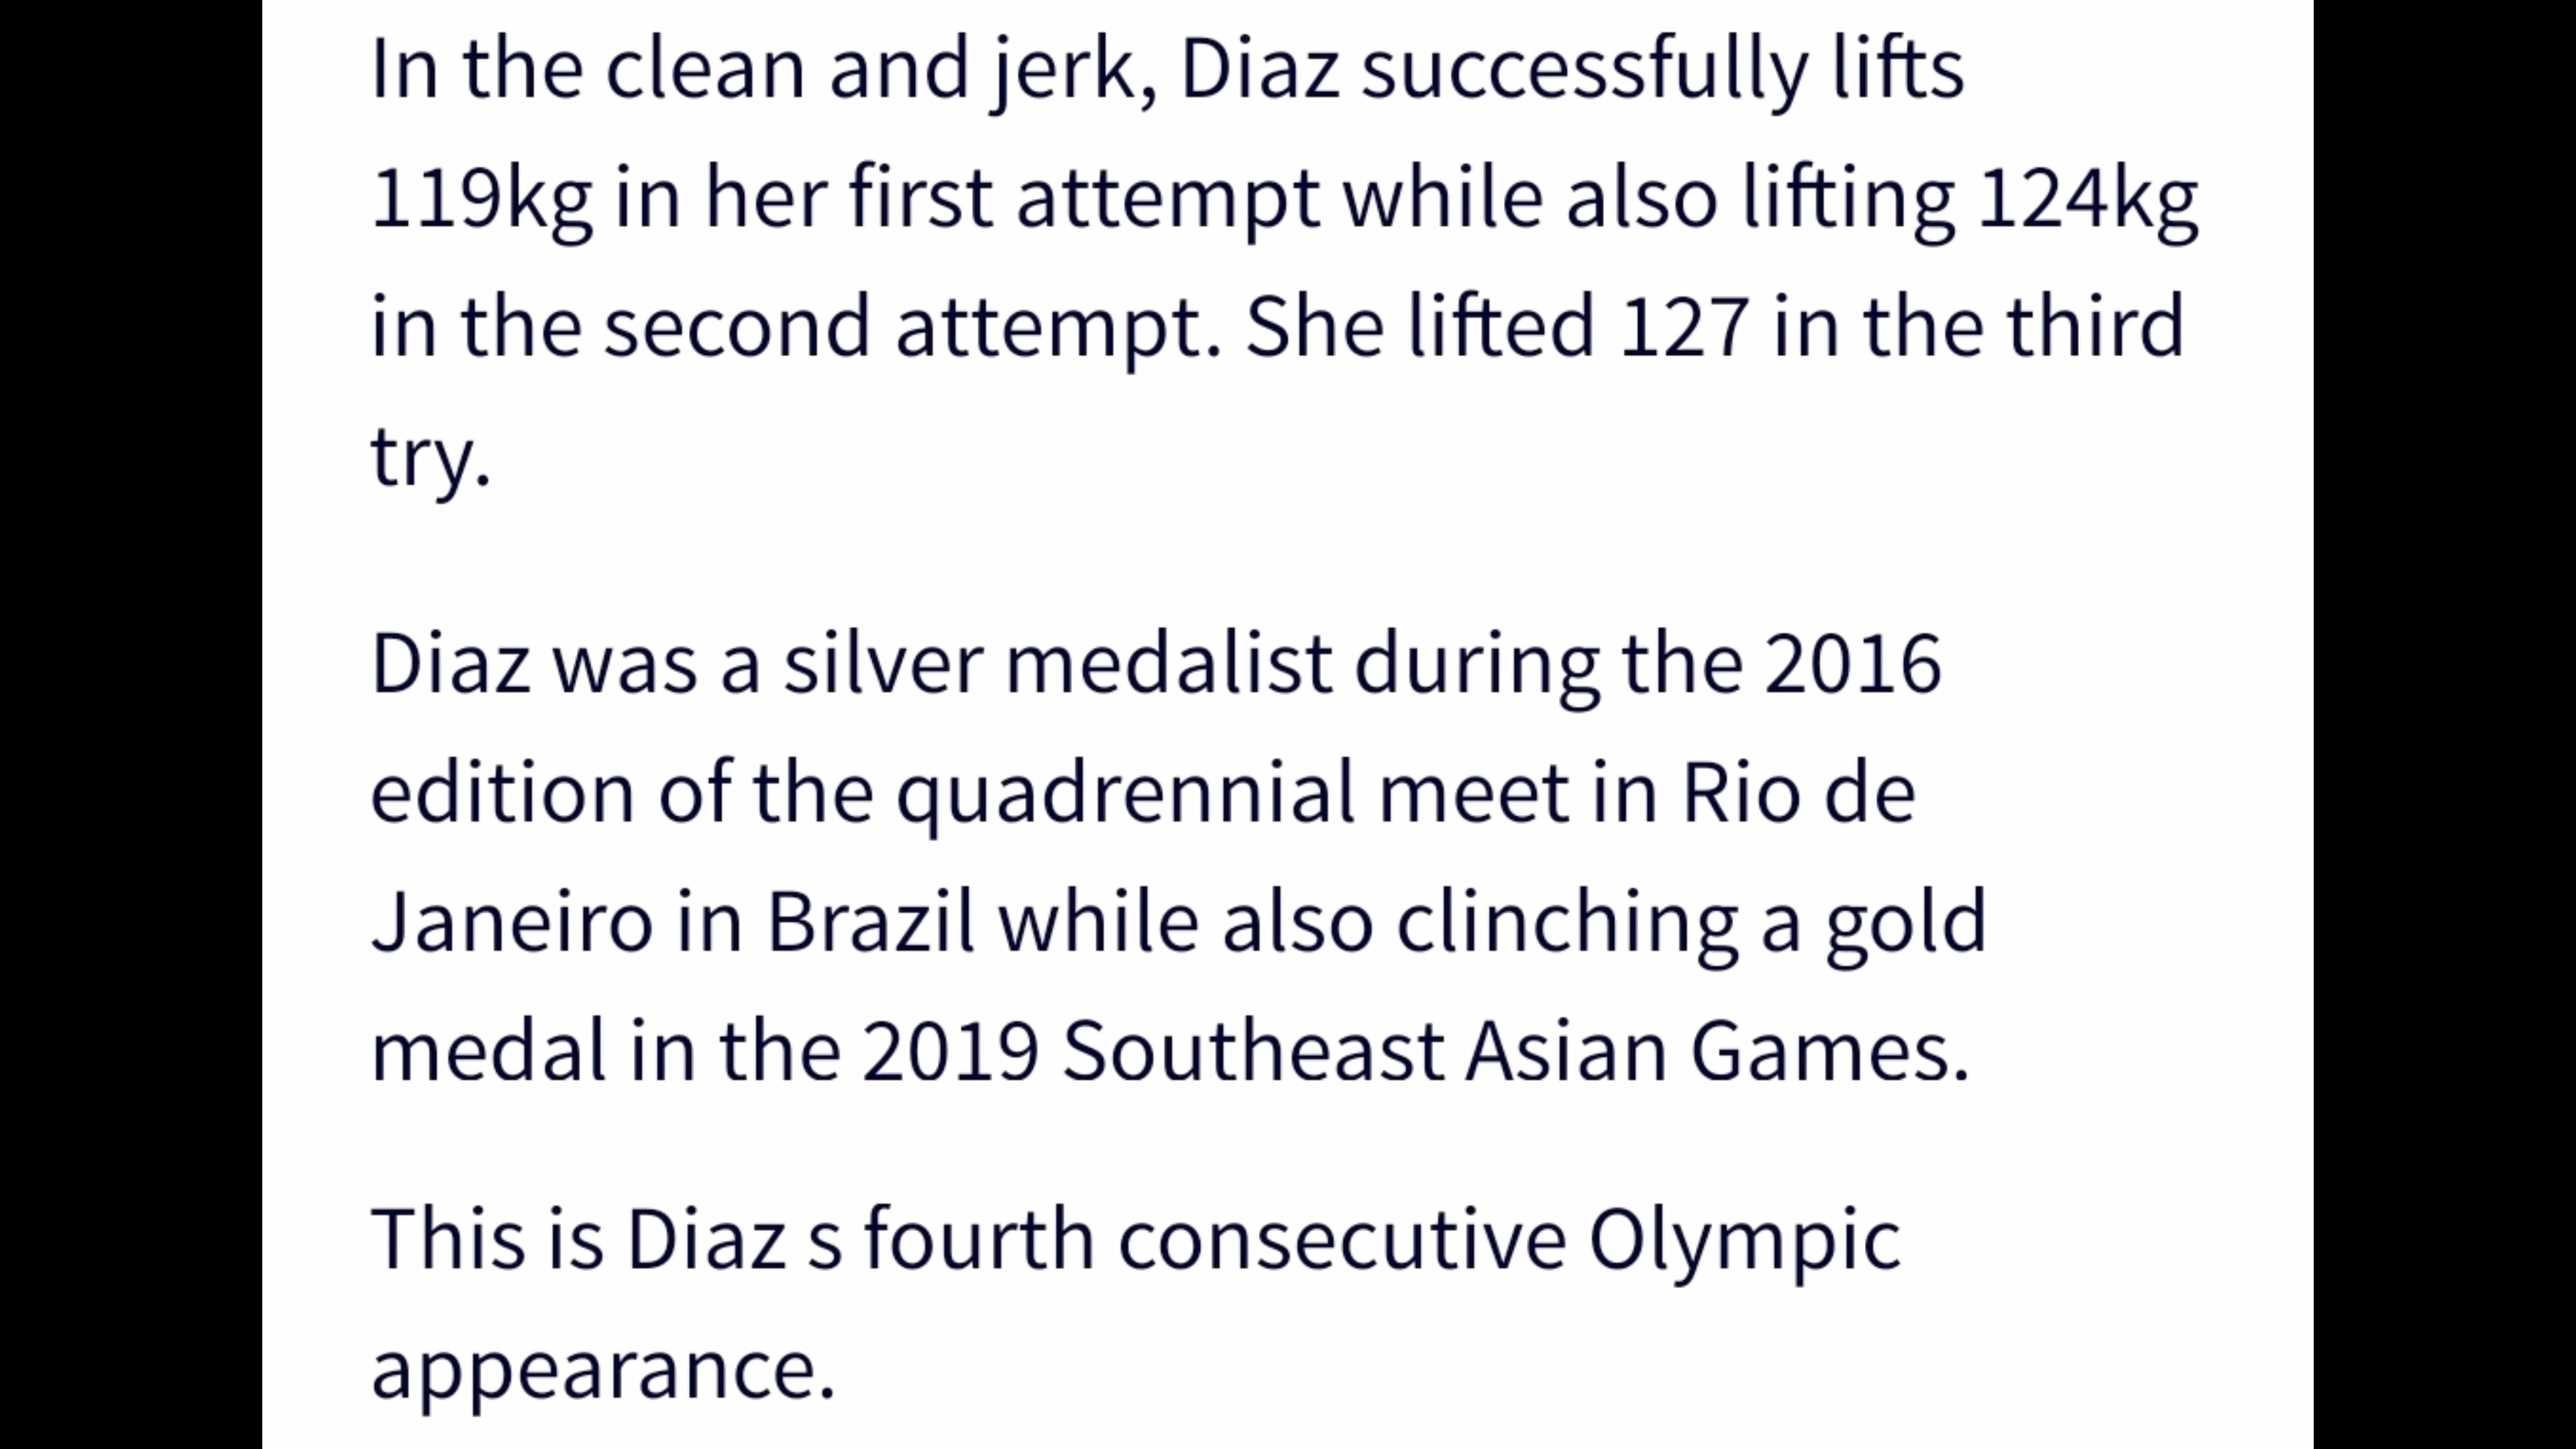 In the clean and jerk, Diaz successfully lifts
119kg in her first attempt while also lifting 124kg
in the second attempt. She lifted 127 in the third
try.
Diaz was a silver medalist during the 2016
edition of the quadrennial meet in Rio de
Janeiro in Brazil while also clinching a gold
medal in the 2019 Southeast Asian Games.
This is Diaz s fourth consecutive Olympic
appearance.